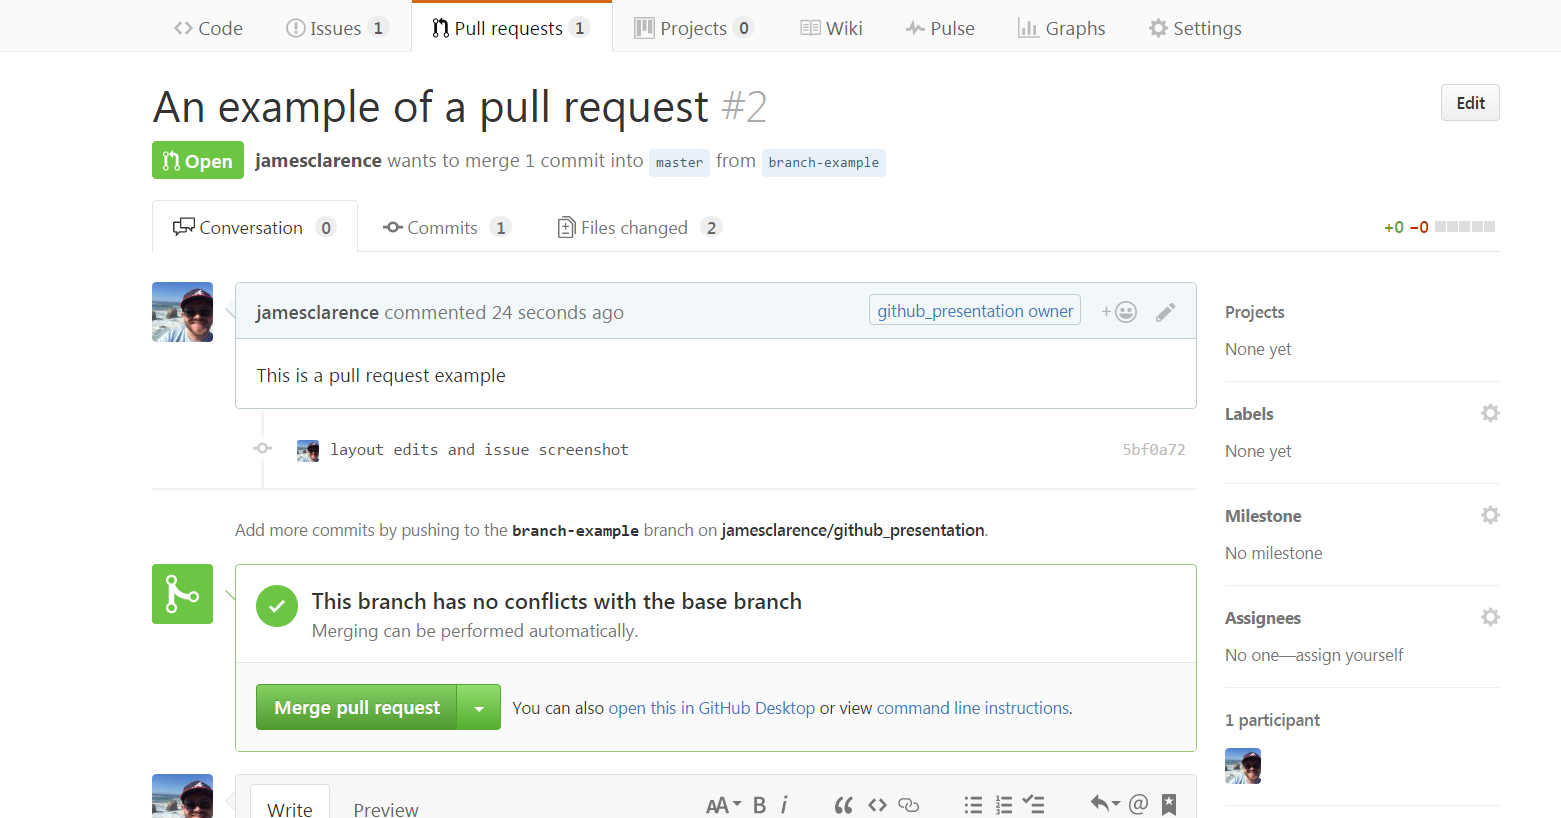 Code Issues 1 Pull requests 1 Projects 0 Wiki Pulse Graphs Settings
An example of a pull request #2
Edit
Open jamesclarence wants to merge 1 commit into master from branch-example
Conversation 0 Commits 1 Files changed 2 +0 −0
jamesclarence commented 24 seconds ago github_presentation owner +
This is a pull request example
layout edits and issue screenshot 5bf0a72
Add more commits by pushing to the branch-example branch on jamesclarence/github_presentation.
This branch has no conflicts with the base branch
Merging can be performed automatically.
Merge pull request You can also open this in GitHub Desktop or view command line instructions.
Write Preview AA B i
Projects
None yet
Labels
None yet
Milestone
No milestone
Assignees
No one—assign yourself
1 participant